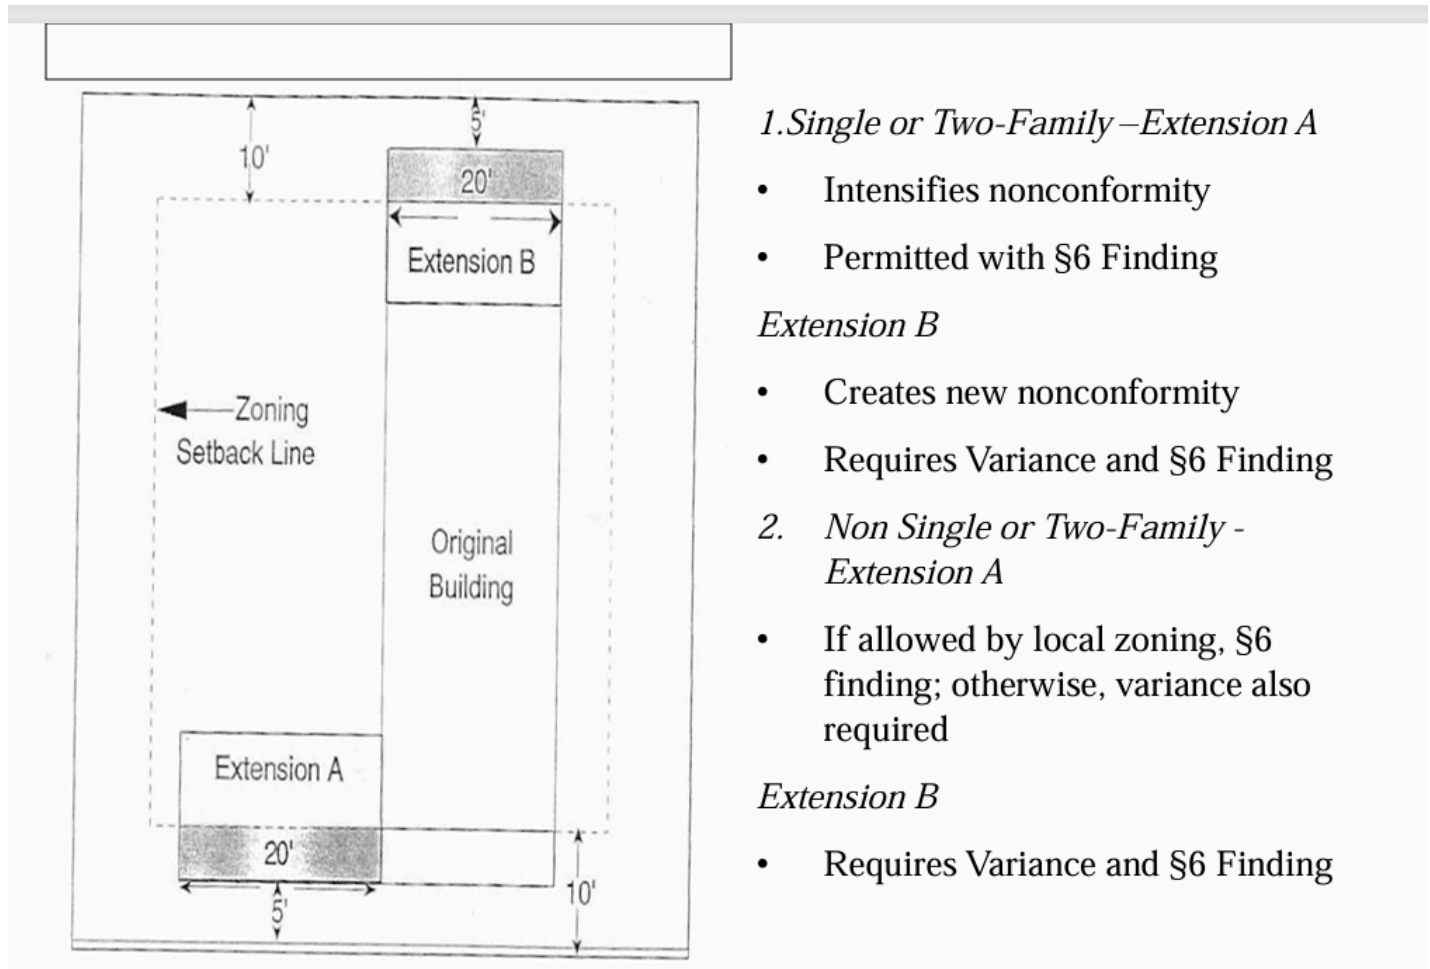 10'
5'
20'
Extension B
Zoning
Setback Line
Original
Building
Extension A
20'
5'
10'
1.Single or Two-Family –Extension A
• Intensifies nonconformity
• Permitted with §6 Finding
Extension B
• Creates new nonconformity
• Requires Variance and §6 Finding
2. Non Single or Two-Family -
Extension A
• If allowed by local zoning, §6
finding; otherwise, variance also
required
Extension B
• Requires Variance and §6 Finding